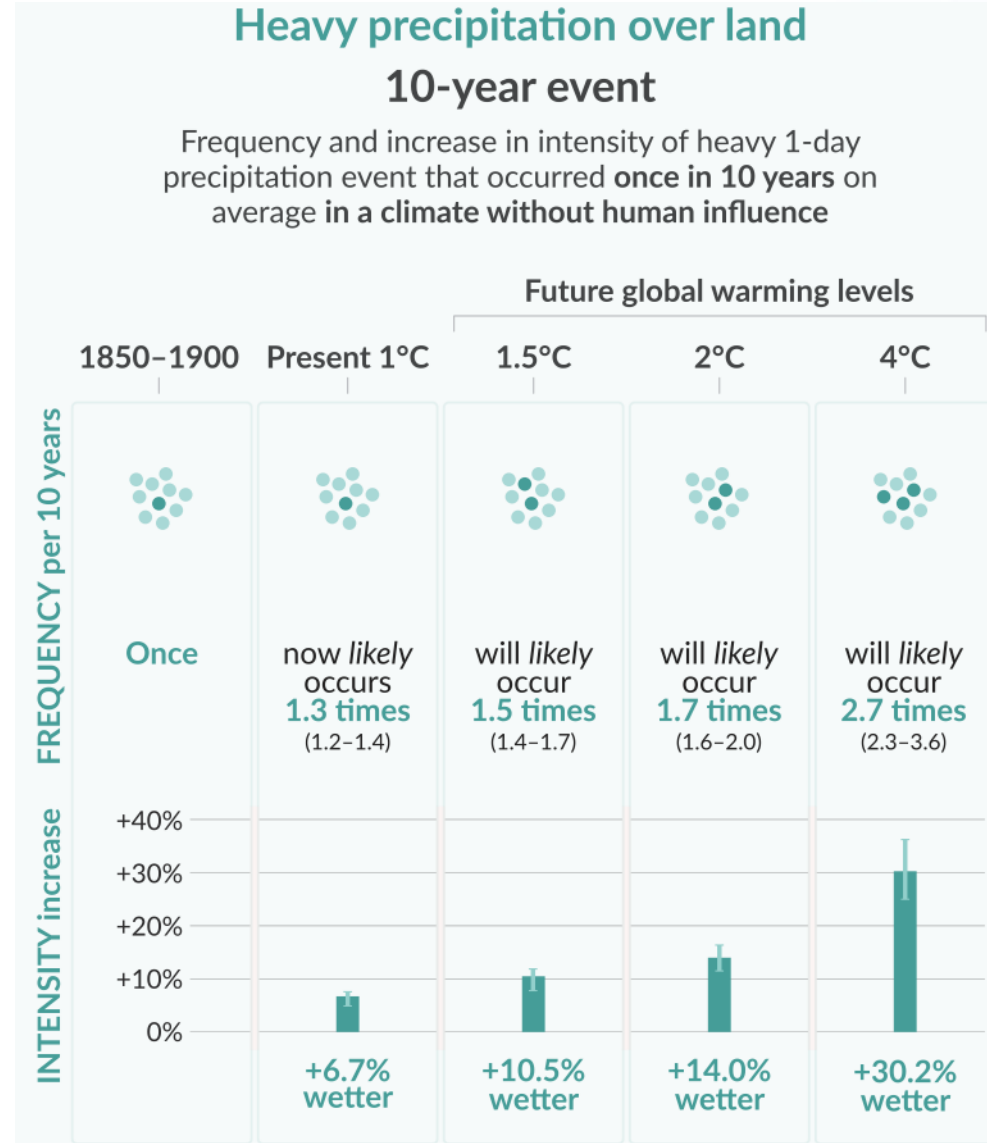 Heavy precipitation over land
10-year event
Frequency and increase in intensity of heavy 1-day
precipitation event that occurred once in 10 years on
average in a climate without human influence
Future global warming levels
1850–1900
Present 1°C
1.5°C
2°C
4°C
FREQUENCY per 10 years
Once
now likely
occurs
1.3 times
(1.2–1.4)
will likely
occur
1.5 times
(1.4–1.7)
will likely
occur
1.7 times
(1.6–2.0)
will likely
occur
2.7 times
(2.3–3.6)
INTENSITY increase
+40%
+30%
+20%
+10%
0%
+6.7%
wetter
+10.5%
wetter
+14.0%
wetter
+30.2%
wetter